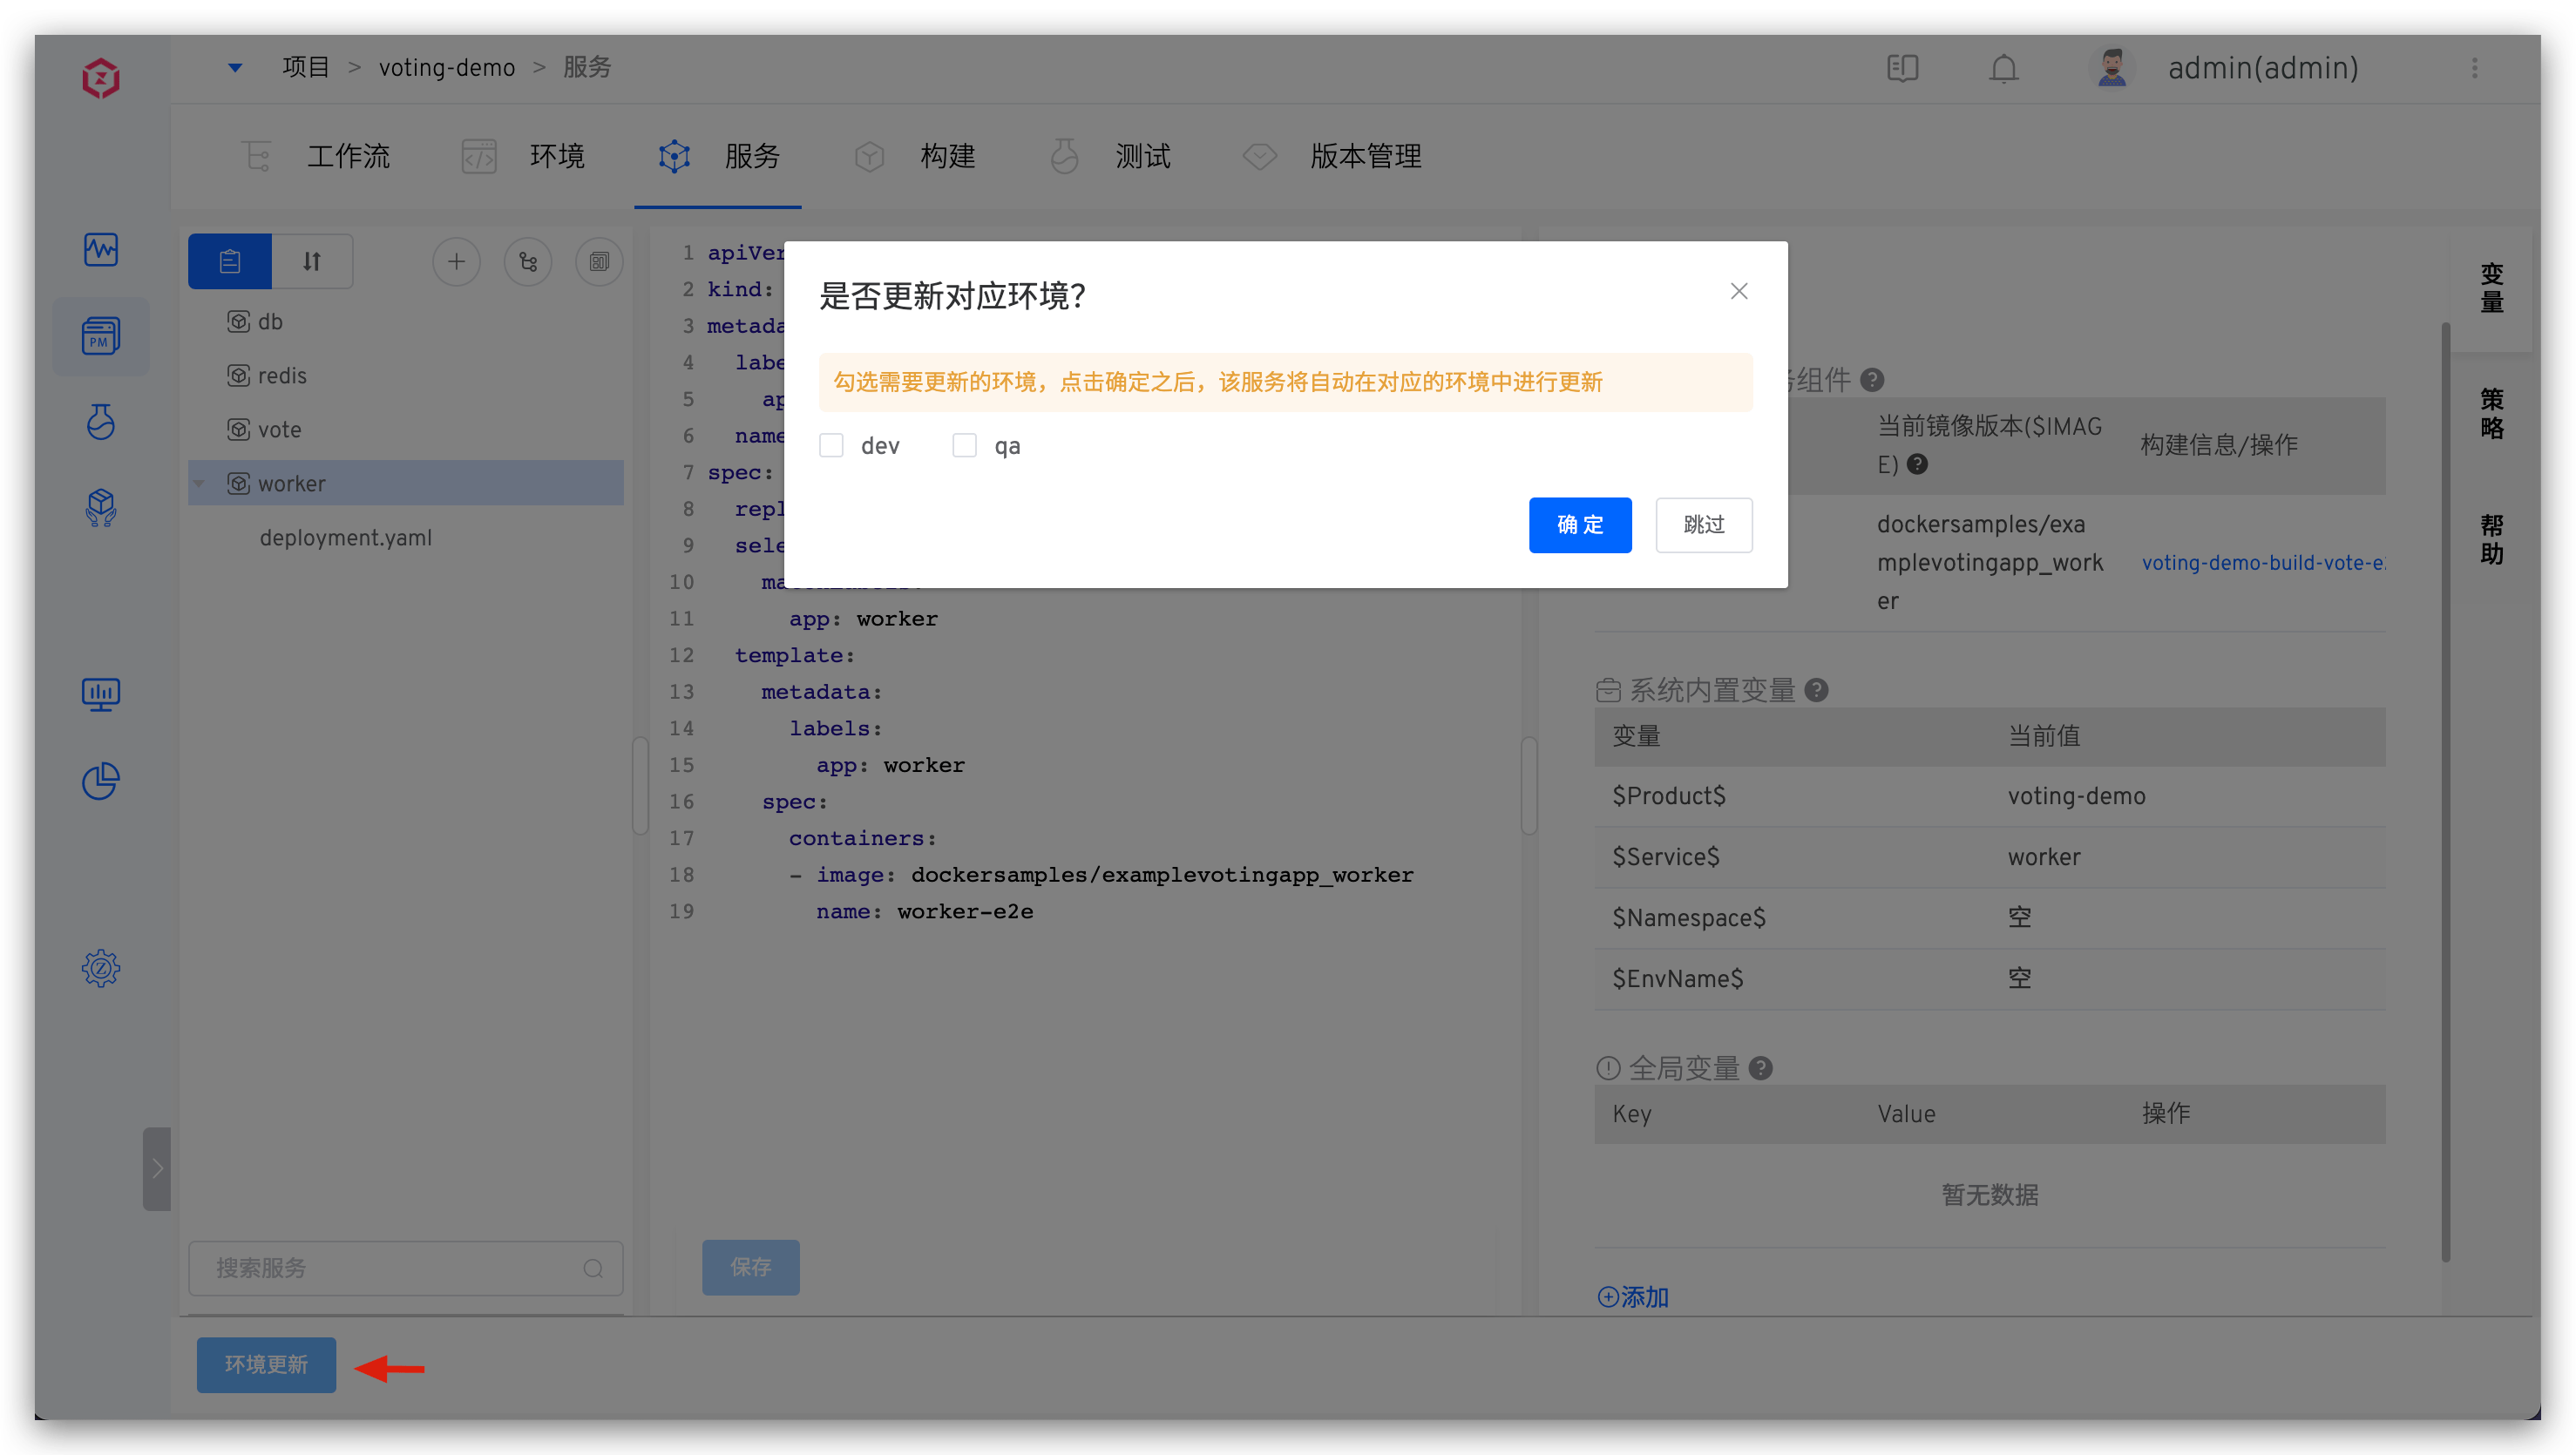 项目 > voting-demo > 服务
admin(admin)
工作流
环境
服务
构建
测试
版本管理
PM
db
redis
vote
worker
deployment.yaml
搜索服务
1 apiVer
2 kind:
3 metada
4 labe
5 ap
6 name
7 spec:
8 repl
9 sele
10
11 app: worker
12 template:
13 metadata:
14 labels:
15 app: worker
16 spec:
17 containers:
18 - image: dockersamples/examplevotingapp_worker
19 name: worker-e2e
保存
是否更新对应环境?
勾选需要更新的环境，点击确定之后，该服务将自动在对应的环境中进行更新
dev
qa
确 定
跳过
组件
当前镜像版本($IMAG
E)
构建信息/操作
dockersamples/exa
mplevotingapp_work
er
voting-demo-build-vote-e
系统内置变量
变量 当前值
$Product$ voting-demo
$Service$ worker
$Namespace$ 空
$EnvName$ 空
全局变量
Key Value 操作
暂无数据
添加
变量
策略
帮助
环境更新